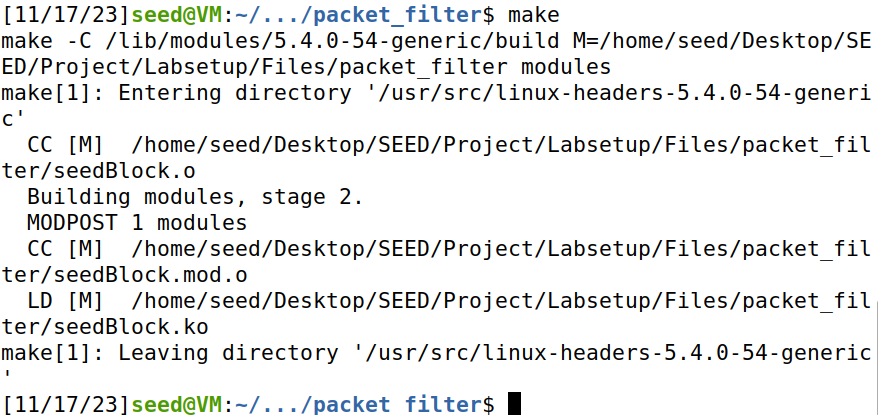 [11/17/23]seed@VM:~/.../packet_filter$ make
make -C /lib/modules/5.4.0-54-generic/build M=/home/seed/Desktop/SE
ED/Project/Labsetup/Files/packet_filter modules
make[1]: Entering directory '/usr/src/linux-headers-5.4.0-54-generi
c'
  CC [M]  /home/seed/Desktop/SEED/Project/Labsetup/Files/packet_fil
ter/seedBlock.o
  Building modules, stage 2.
  MODPOST 1 modules
  CC [M]  /home/seed/Desktop/SEED/Project/Labsetup/Files/packet_fil
ter/seedBlock.mod.o
  LD [M]  /home/seed/Desktop/SEED/Project/Labsetup/Files/packet_fil
ter/seedBlock.ko
make[1]: Leaving directory '/usr/src/linux-headers-5.4.0-54-generic
'
[11/17/23]seed@VM:~/.../packet_filter$